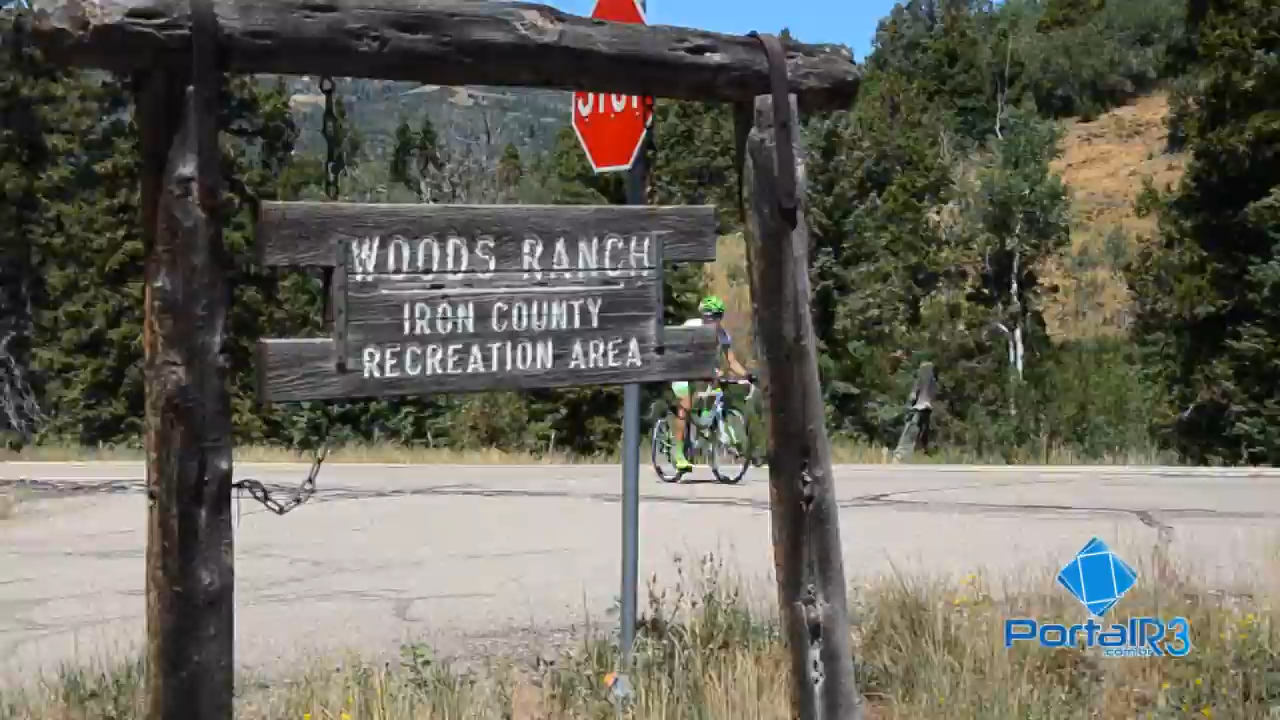 STOP
WOODS RANCH
IRON COUNTY
RECREATION AREA
PortalR3
.com.br